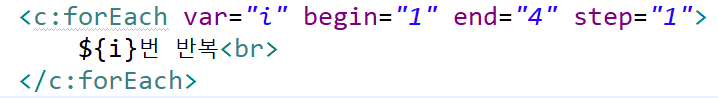 <c:forEach var="i" begin="1" end="4" step="1">
${i}번 반복<br>
</c:forEach>